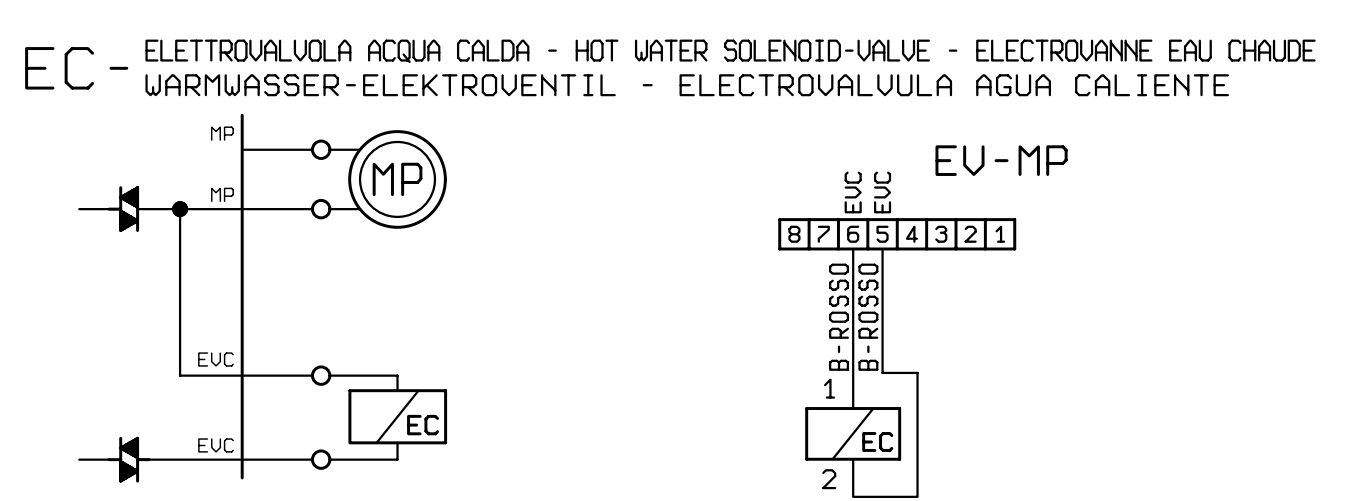 EC - ELETTROVALVOLA ACQUA CALDA - HOT WATER SOLENOID-VALVE - ELECTROVANNE EAU CHAUDE
WARMWASSER-ELEKTROVENTIL - ELECTROVALVULA AGUA CALIENTE
MP
MP
MP
EVC
EVC
EC
EV-MP
EVC
EVC
8 7 6 5 4 3 2 1
B-ROSSO
B-ROSSO
1
EC
2